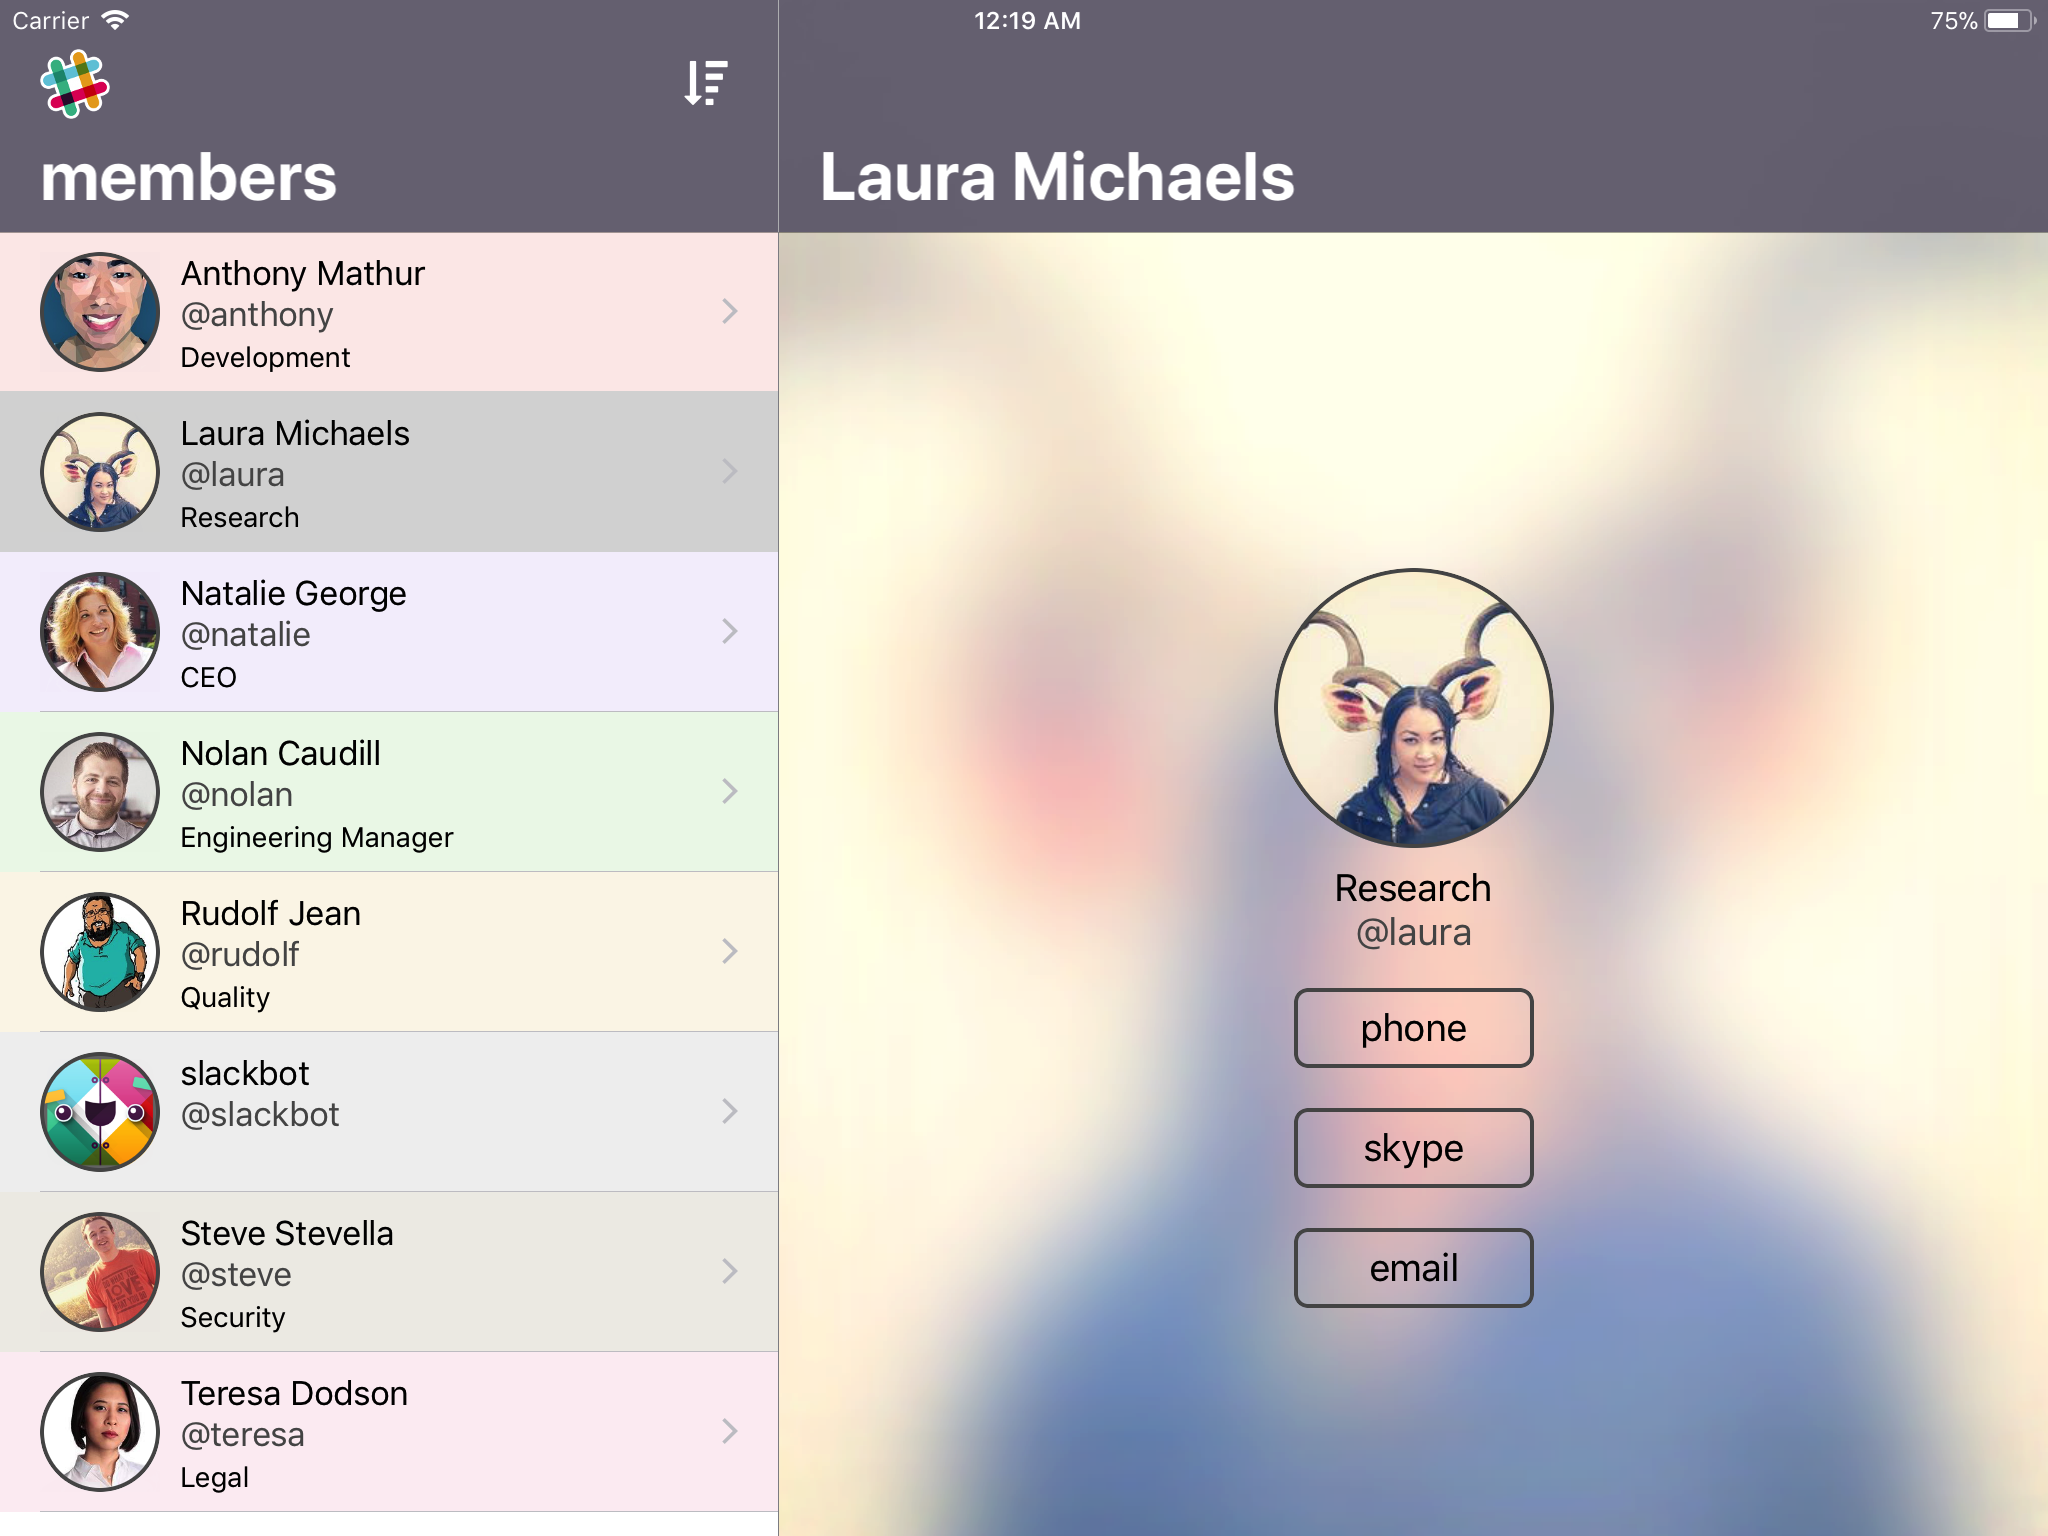 Carrier
12:19 AM
75%
members
Laura Michaels
Anthony Mathur
@anthony
Development
Laura Michaels
@laura
Research
Natalie George
@natalie
CEO
Nolan Caudill
@nolan
Engineering Manager
Rudolf Jean
@rudolf
Quality
slackbot
@slackbot
Steve Stevella
@steve
Security
Teresa Dodson
@teresa
Legal
Research
@laura
phone
skype
email